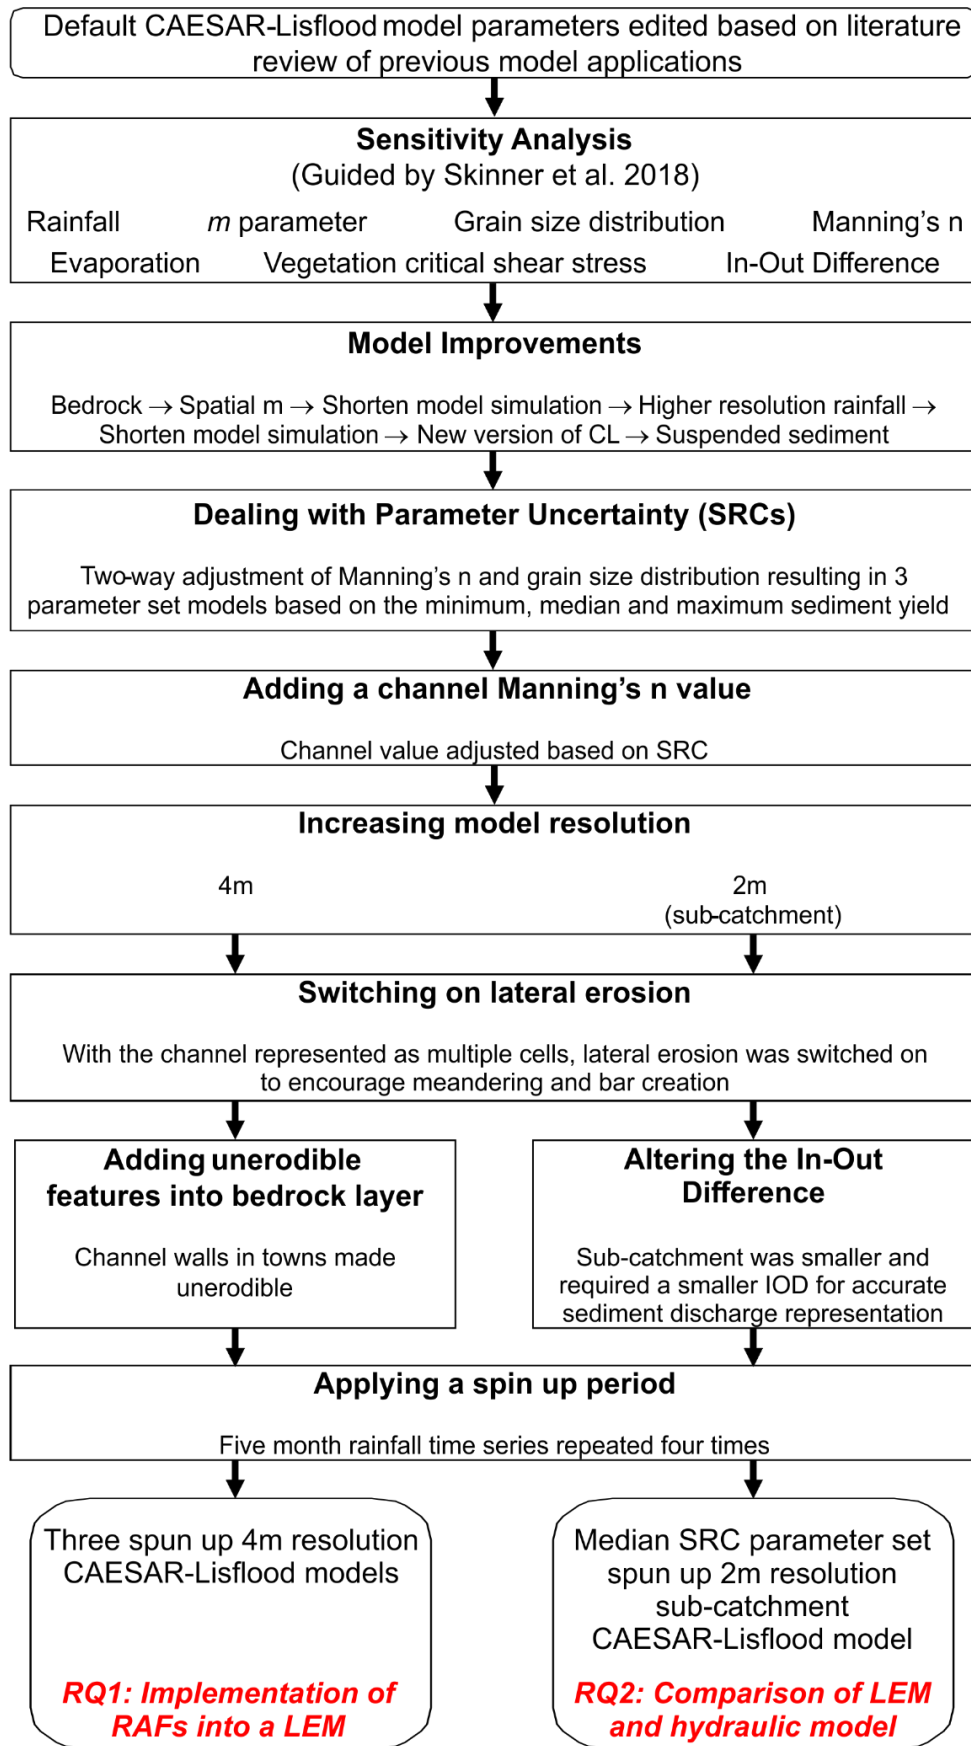 Default CAESAR-Lisflood model parameters edited based on literature
review of previous model applications
Sensitivity Analysis
(Guided by Skinner et al. 2018)
Rainfall m parameter Grain size distribution Manning's n
Evaporation Vegetation critical shear stress In-Out Difference
Model Improvements
Bedrock → Spatial m → Shorten model simulation → Higher resolution rainfall →
Shorten model simulation → New version of CL → Suspended sediment
Dealing with Parameter Uncertainty (SRCs)
Two-way adjustment of Manning's n and grain size distribution resulting in 3
parameter set models based on the minimum, median and maximum sediment yield
Adding a channel Manning's n value
Channel value adjusted based on SRC
Increasing model resolution
4m
2m
(sub-catchment)
Switching on lateral erosion
With the channel represented as multiple cells, lateral erosion was switched on
to encourage meandering and bar creation
Adding unerodible
features into bedrock layer
Channel walls in towns made
unerodible
Altering the In-Out
Difference
Sub-catchment was smaller and
required a smaller IOD for accurate
sediment discharge representation
Applying a spin up period
Five month rainfall time series repeated four times
Three spun up 4m resolution
CAESAR-Lisflood models
RQ1: Implementation of
RAFs into a LEM
Median SRC parameter set
spun up 2m resolution
sub-catchment
CAESAR-Lisflood model
RQ2: Comparison of LEM
and hydraulic model